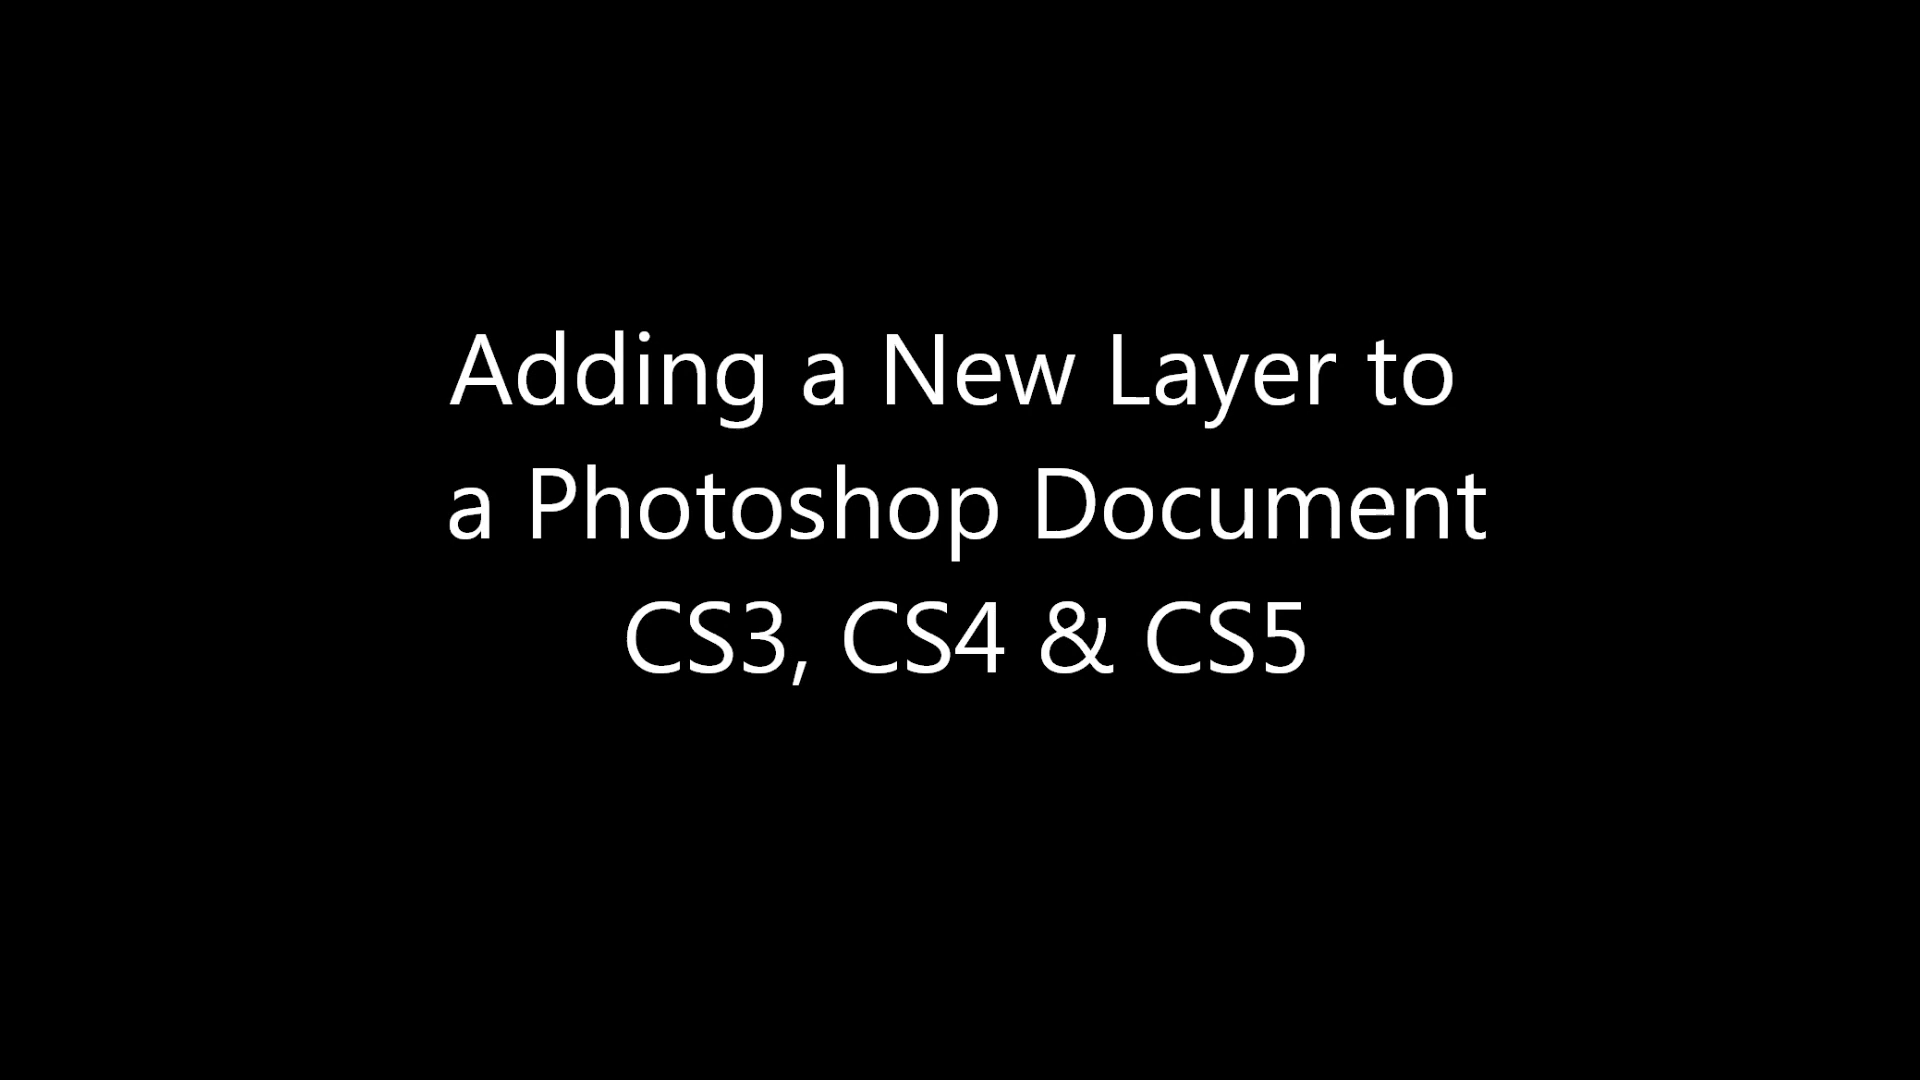 Adding a New Layer to
a Photoshop Document
CS3, CS4 & CS5